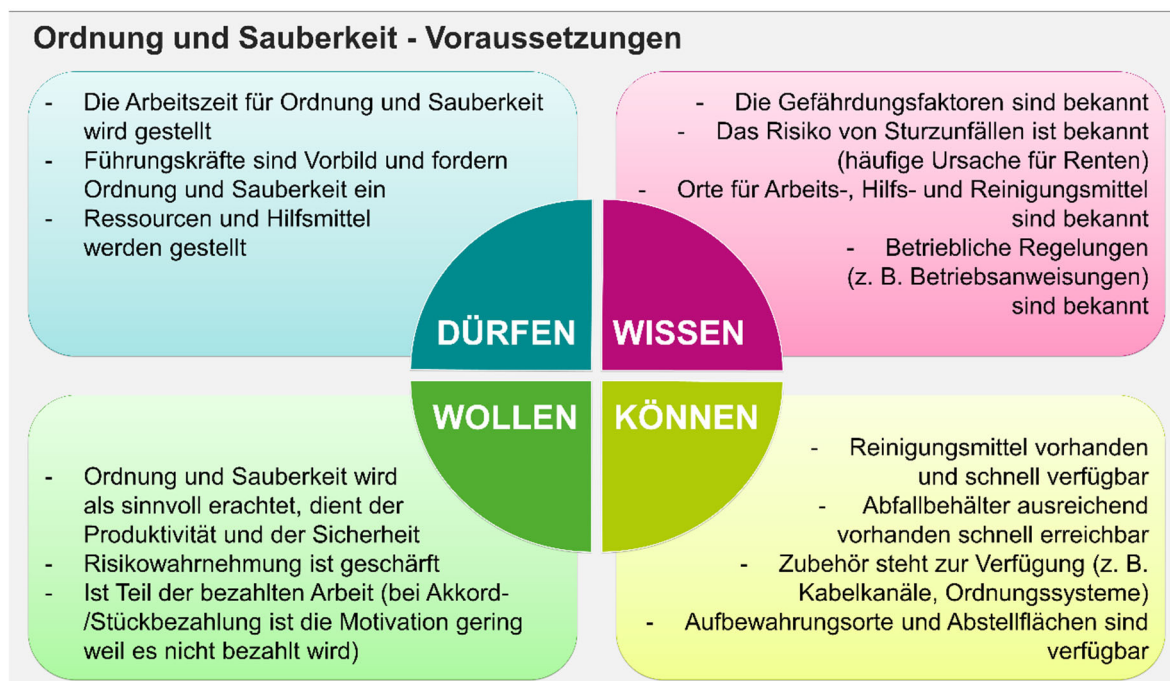 Ordnung und Sauberkeit - Voraussetzungen
- Die Arbeitszeit für Ordnung und Sauberkeit
wird gestellt
- Führungskräfte sind Vorbild und fordern
Ordnung und Sauberkeit ein
- Ressourcen und Hilfsmittel
werden gestellt
- Die Gefährdungsfaktoren sind bekannt
- Das Risiko von Sturzunfällen ist bekannt
(häufige Ursache für Renten)
- Orte für Arbeits-, Hilfs- und Reinigungsmittel
sind bekannt
- Betriebliche Regelungen
(z. B. Betriebsanweisungen)
sind bekannt
DÜRFEN
WISSEN
WOLLEN
KÖNNEN
- Ordnung und Sauberkeit wird
als sinnvoll erachtet, dient der
Produktivität und der Sicherheit
- Risikowahrnehmung ist geschärft
- Ist Teil der bezahlten Arbeit (bei Akkord-
/Stückbezahlung ist die Motivation gering
weil es nicht bezahlt wird)
- Reinigungsmittel vorhanden
und schnell verfügbar
- Abfallbehälter ausreichend
vorhanden schnell erreichbar
- Zubehör steht zur Verfügung (z. B.
Kabelkanäle, Ordnungssysteme)
- Aufbewahrungsorte und Abstellflächen sind
verfügbar